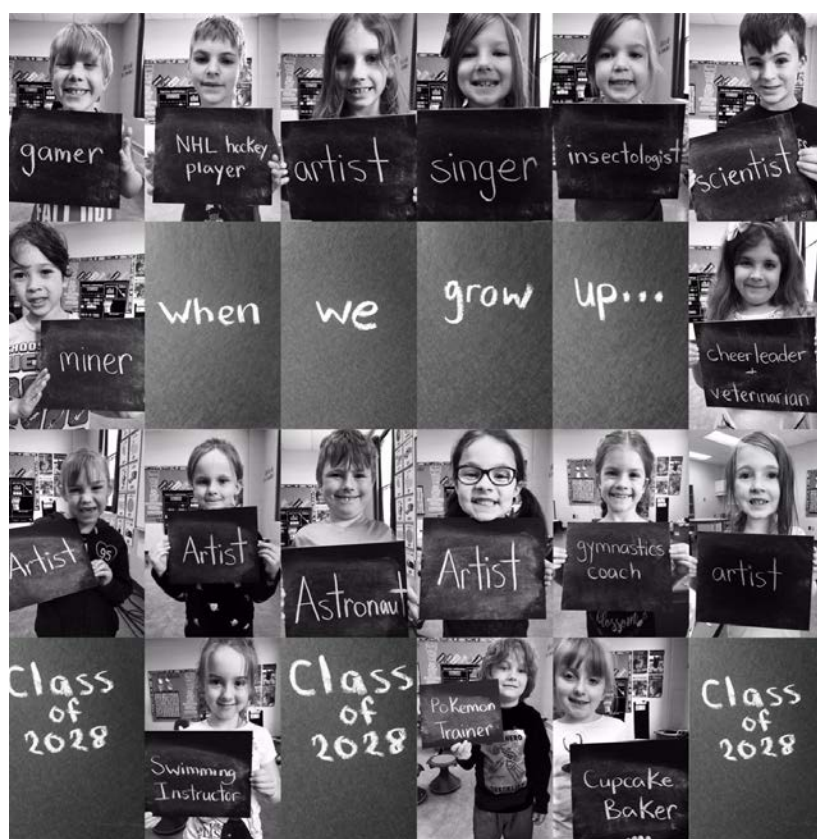 gamer
NHL hockey
player
artist
singer
insectologist
scientist
miner
when
we
grow
up...
cheerleader
+
veterinarian
Artist
Artist
Astronaut
Artist
gymnastics
coach
artist
Class
of
2028
Swimming
Instructor
Class
of
2028
Pokemon
Trainer
Cupcake
Baker
Class
of
2028